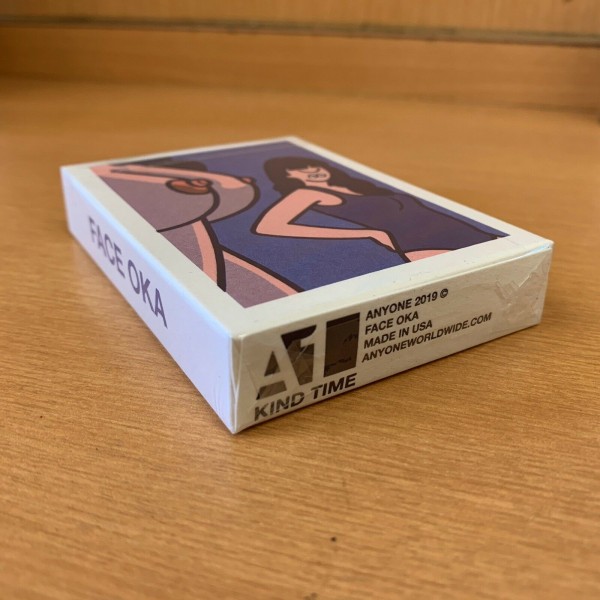 FACE OKA
A1
KIND TIME
ANYONE 2019 ©
FACE OKA
MADE IN USA
ANYONEWORLDWIDE.COM